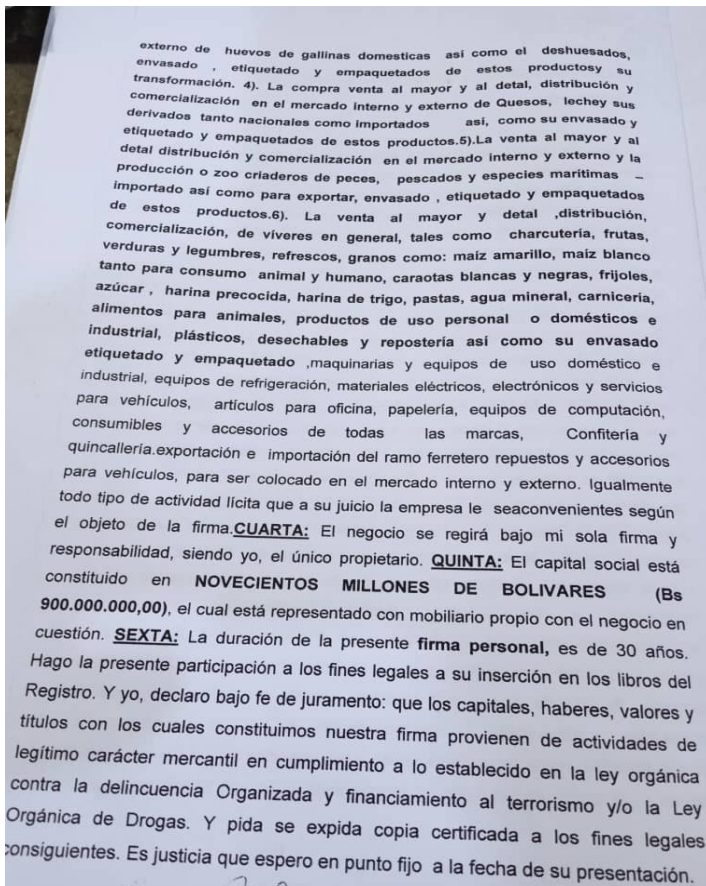 externo de huevos de gallinas domesticas así como el deshuesados,
envasado , etiquetado y empaquetados de estos productosy su
transformación. 4). La compra venta al mayor y al detal, distribución y
comercialización en el mercado interno y externo de Quesos, lechey sus
derivados tanto nacionales como importados así, como su envasado y
etiquetado y empaquetados de estos productos.5).La venta al mayor y al
detal distribución y comercialización en el mercado interno y externo y la
producción o zoo criaderos de peces, pescados y especies maritimas –
importado así como para exportar, envasado , etiquetado y empaquetados
de estos productos.6). La venta al mayor y detal ,distribución,
comercialización, de víveres en general, tales como charcutería, frutas,
verduras y legumbres, refrescos, granos como: maíz amarillo, maíz blanco
tanto para consumo animal y humano, caraotas blancas y negras, frijoles,
azúcar , harina precocida, harina de trigo, pastas, agua mineral, carnicería,
alimentos para animales, productos de uso personal o domésticos e
industrial, plásticos, desechables y repostería así como su envasado
etiquetado y empaquetado ,maquinarias y equipos de uso doméstico e
industrial, equipos de refrigeración, materiales eléctricos, electrónicos y servicios
para vehículos, artículos para oficina, papelería, equipos de computación,
consumibles y accesorios de todas las marcas, Confitería y
quincallería.exportación e importación del ramo ferretero repuestos y accesorios
para vehículos, para ser colocado en el mercado interno y externo. Igualmente
todo tipo de actividad lícita que a su juicio la empresa le seaconvenientes según
el objeto de la firma.CUARTA: El negocio se regirá bajo mi sola firma y
responsabilidad, siendo yo, el único propietario. QUINTA: El capital social está
constituido en NOVECIENTOS MILLONES DE BOLIVARES (Bs
900.000.000,00), el cual está representado con mobiliario propio con el negocio en
cuestión. SEXTA: La duración de la presente firma personal, es de 30 años.
Hago la presente participación a los fines legales a su inserción en los libros del
Registro. Y yo, declaro bajo fe de juramento: que los capitales, haberes, valores y
títulos con los cuales constituimos nuestra firma provienen de actividades de
legítimo carácter mercantil en cumplimiento a lo establecido en la ley orgánica
contra la delincuencia Organizada y financiamiento al terrorismo y/o la Ley
Orgánica de Drogas. Y pida se expida copia certificada a los fines legales
consiguientes. Es justicia que espero en punto fijo a la fecha de su presentación.